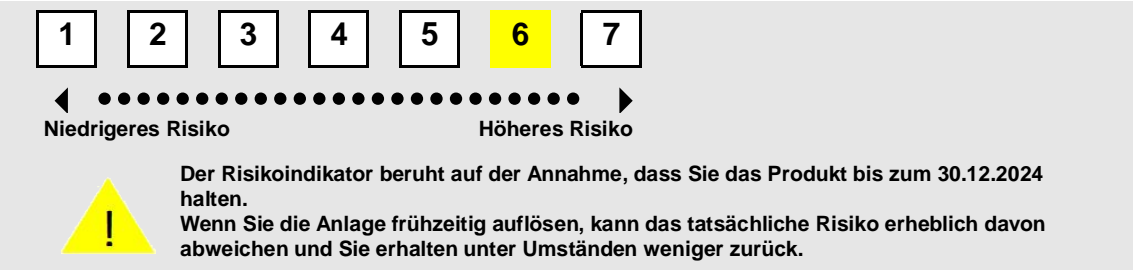 1 2 3 4 5 6 7
Niedrigeres Risiko Höheres Risiko
Der Risikoindikator beruht auf der Annahme, dass Sie das Produkt bis zum 30.12.2024
halten.
Wenn Sie die Anlage frühzeitig auflösen, kann das tatsächliche Risiko erheblich davon
abweichen und Sie erhalten unter Umständen weniger zurück.
!